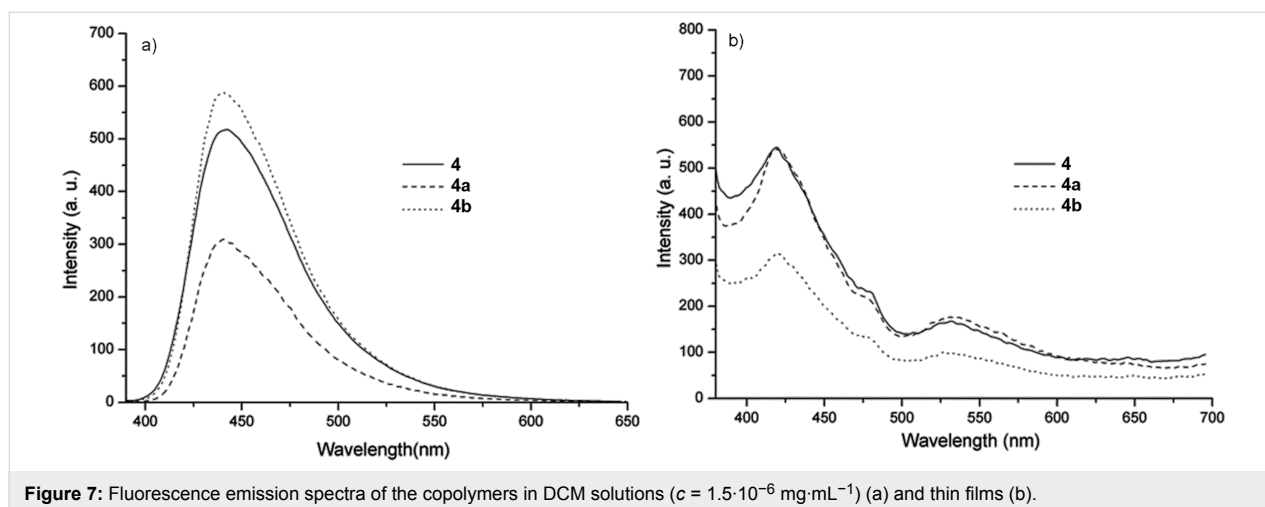 a)
700
600
500
400
300
200
100
0
Intensity (a. u.)
4
4a
4b
400 450 500 550 600 650
Wavelength(nm)
b)
800
700
600
500
400
300
200
100
0
Intensity (a. u.)
4
4a
4b
400 450 500 550 600 650 700
Wavelength (nm)
Figure 7: Fluorescence emission spectra of the copolymers in DCM solutions (c = 1.5·10⁻⁶ mg·mL⁻¹) (a) and thin films (b).